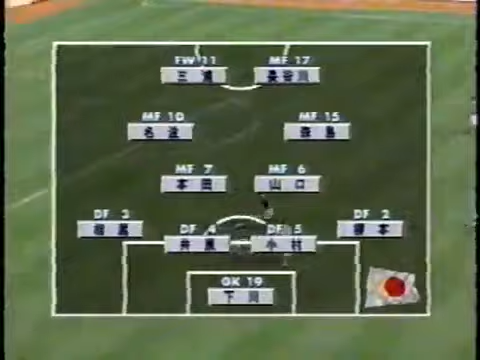 FW 11 MF 17
三浦 長谷川
MF 10 MF 15
名波 森島
MF 7 MF 6
本田 山口
DF 3 DF 2
相馬 柳本
DF 4 DF 5
井原 小村
GK 19
下川